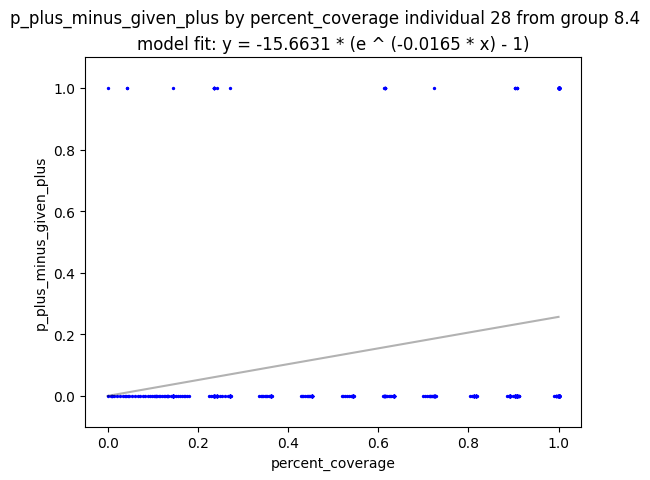 p_plus_minus_given_plus by percent_coverage individual 28 from group 8.4
model fit: y = -15.6631 * (e ^ (-0.0165 * x) - 1)
1.0
0.8
0.6
0.4
0.2
0.0
p_plus_minus_given_plus
0.0 0.2 0.4 0.6 0.8 1.0
percent_coverage